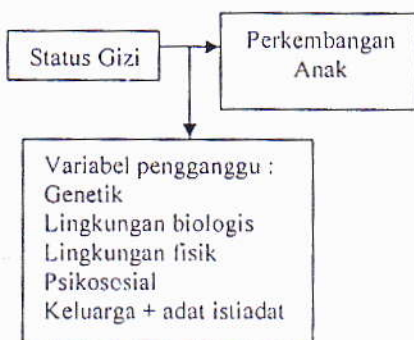 Status Gizi
Perkembangan
Anak
Variabel pengganggu :
Genetik
Lingkungan biologis
Lingkungan fisik
Psikososial
Keluarga + adat istiadat